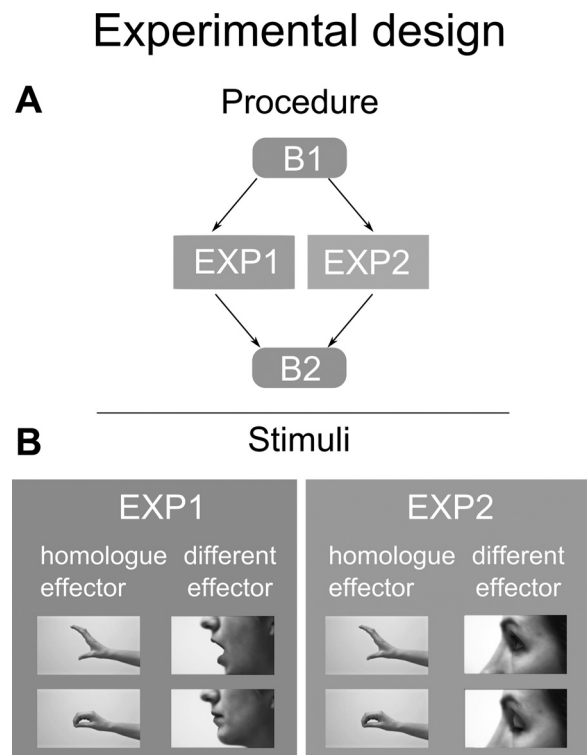 Experimental design
A
Procedure
B1
EXP1
EXP2
B2
B
Stimuli
EXP1
homologue
effector
different
effector
EXP2
homologue
effector
different
effector